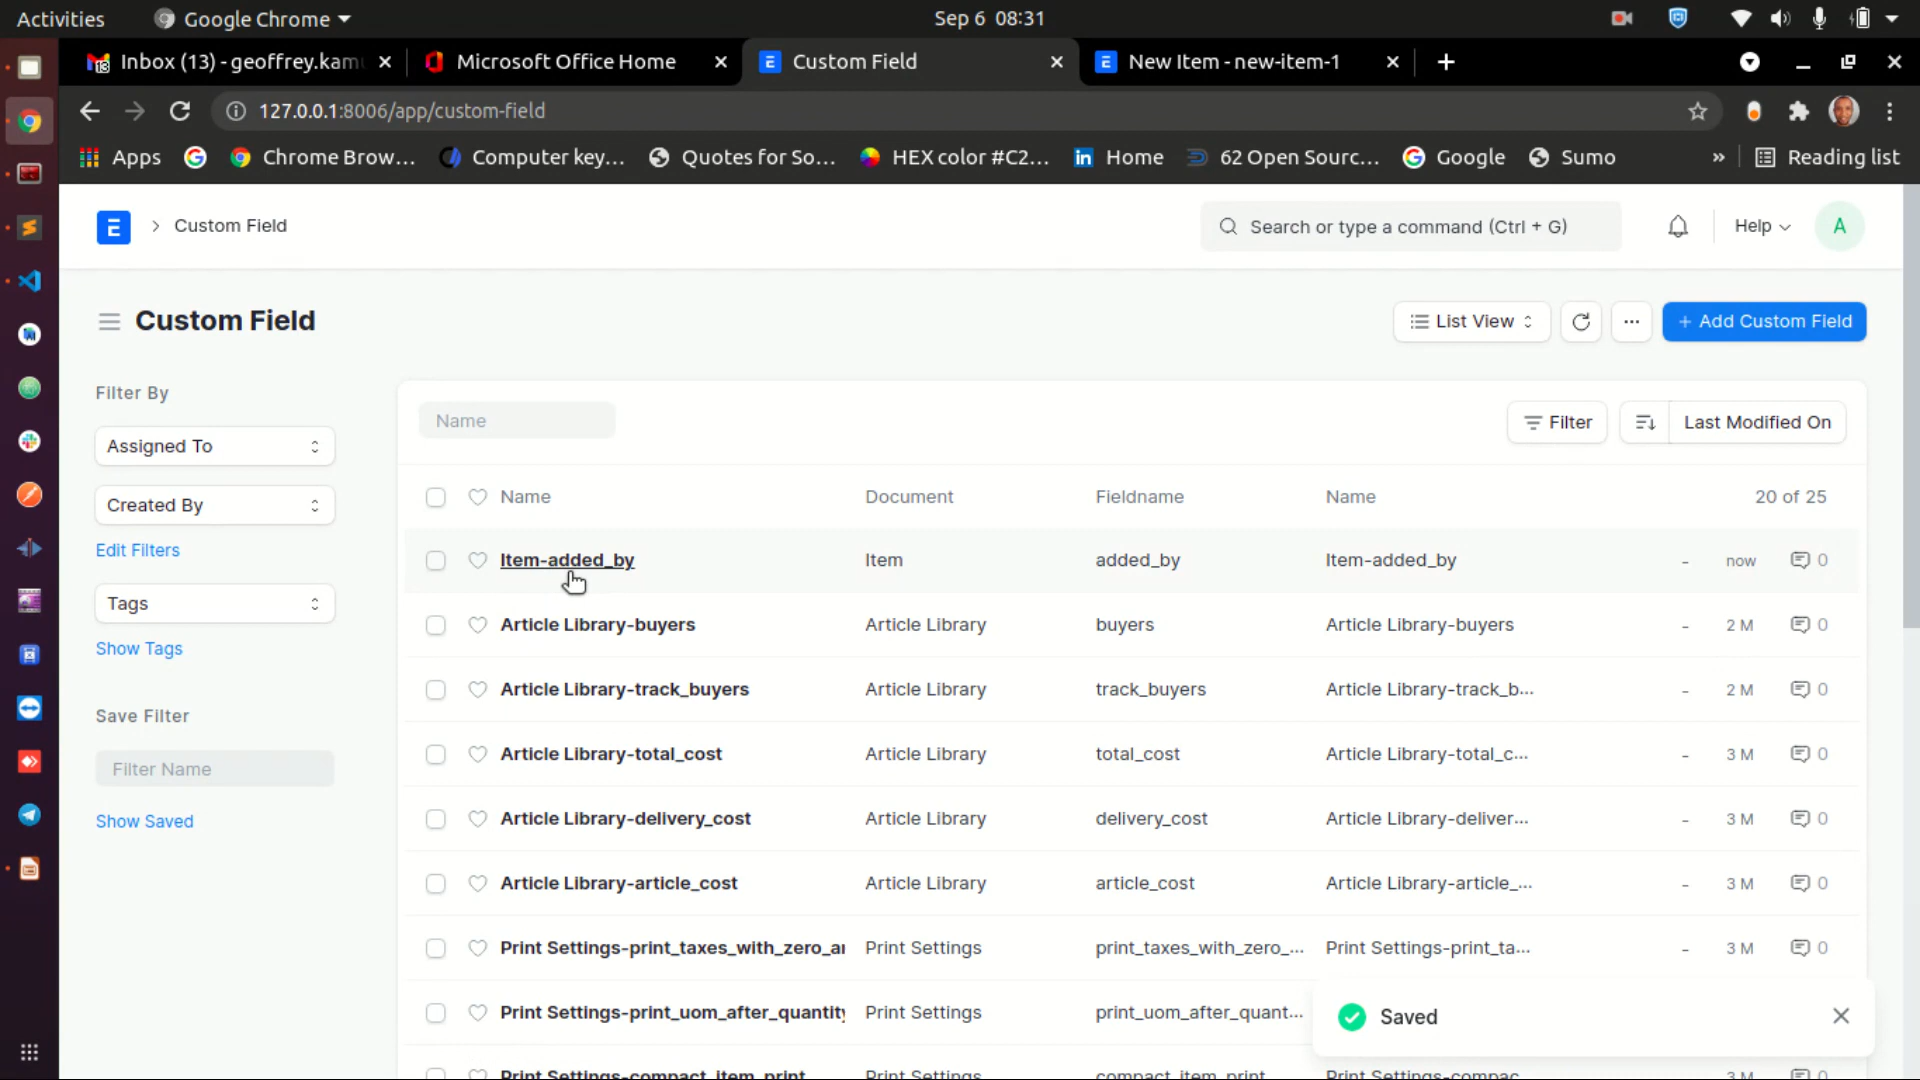 Activities Google Chrome Sep 6 08:31
Inbox (13) - geoffrey.kam Microsoft Office Home Custom Field New Item - new-item-1
127.0.0.1:8006/app/custom-field
Apps Chrome Brow... Computer key... Quotes for So... HEX color #C2... Home 62 Open Sourc... Google Sumo » Reading list
Custom Field Search or type a command (Ctrl + G) Help A
Custom Field List View + Add Custom Field
Filter By
Assigned To
Created By
Edit Filters
Tags
Show Tags
Save Filter
Filter Name
Show Saved
Name Filter Last Modified On
Name Document Fieldname Name 20 of 25
Item-added_by Item added_by Item-added_by - now 0
Article Library-buyers Article Library buyers Article Library-buyers - 2 M 0
Article Library-track_buyers Article Library track_buyers Article Library-track_b... - 2 M 0
Article Library-total_cost Article Library total_cost Article Library-total_c... - 3 M 0
Article Library-delivery_cost Article Library delivery_cost Article Library-deliver... - 3 M 0
Article Library-article_cost Article Library article_cost Article Library-article_... - 3 M 0
Print Settings-print_taxes_with_zero_a Print Settings print_taxes_with_zero_... Print Settings-print_ta... - 3 M 0
Print Settings-print_uom_after_quantity Print Settings print_uom_after_quant...
Print Settings-compact_item_print Print Settings compact_item_print Print Settings-compac... 3 M 0
Saved